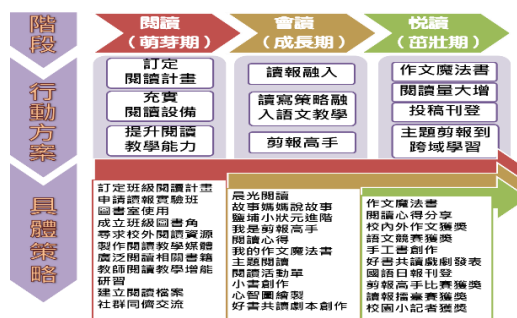 階段
閱讀
（萌芽期）
會讀
（成長期）
悅讀
（茁壯期）
行動方案
訂定
閱讀計畫
充實
閱讀設備
提升閱讀
教學能力
讀報融入
讀寫策略融
入語文教學
剪報高手
作文魔法書
閱讀量大增
投稿刊登
主題剪報到
跨域學習
具體策略
訂定班級閱讀計畫
申請讀報實驗班
圖書室使用
成立班級圖書角
尋求校外閱讀資源
製作閱讀教學媒體
廣泛閱讀相關書籍
教師閱讀教學增能
研習
建立閱讀檔案
社群同儕交流
晨光閱讀
故事媽媽說故事
鹽埔小狀元進階
我是剪報高手
閱讀心得
我的作文魔法書
主題閱讀
閱讀活動單
小書創作
心智圖繪製
好書共讀劇本創作
作文魔法書
閱讀心得分享
校內外作文獲獎
語文競賽獲獎
手工書創作
好書共讀戲劇發表
國語日報刊登
剪報高手比賽獲獎
讀報擂臺賽獲獎
校園小記者獲獎